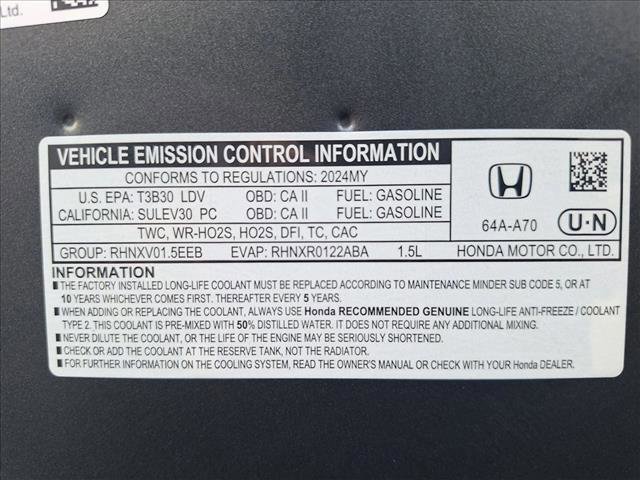 Ltd.
VEHICLE EMISSION CONTROL INFORMATION
CONFORMS TO REGULATIONS: 2024MY
U.S. EPA: T3B30 LDV OBD: CA II FUEL: GASOLINE
CALIFORNIA: SULEV30 PC OBD: CA II FUEL: GASOLINE
TWC, WR-HO2S, HO2S, DFI, TC, CAC
64A-A70 U·N
GROUP: RHNXV01.5EEB EVAP: RHNXR0122ABA 1.5L HONDA MOTOR CO., LTD.
INFORMATION
THE FACTORY INSTALLED LONG-LIFE COOLANT MUST BE REPLACED ACCORDING TO MAINTENANCE MINDER SUB CODE 5, OR AT
10 YEARS WHICHEVER COMES FIRST. THEREAFTER EVERY 5 YEARS.
WHEN ADDING OR REPLACING THE COOLANT, ALWAYS USE Honda RECOMMENDED GENUINE LONG-LIFE ANTI-FREEZE / COOLANT
TYPE 2. THIS COOLANT IS PRE-MIXED WITH 50% DISTILLED WATER. IT DOES NOT REQUIRE ANY ADDITIONAL MIXING.
NEVER DILUTE THE COOLANT, OR THE LIFE OF THE ENGINE MAY BE SERIOUSLY SHORTENED.
CHECK OR ADD THE COOLANT AT THE RESERVE TANK, NOT THE RADIATOR.
FOR FURTHER INFORMATION ON THE COOLING SYSTEM, READ THE OWNER'S MANUAL OR CHECK WITH YOUR Honda DEALER.